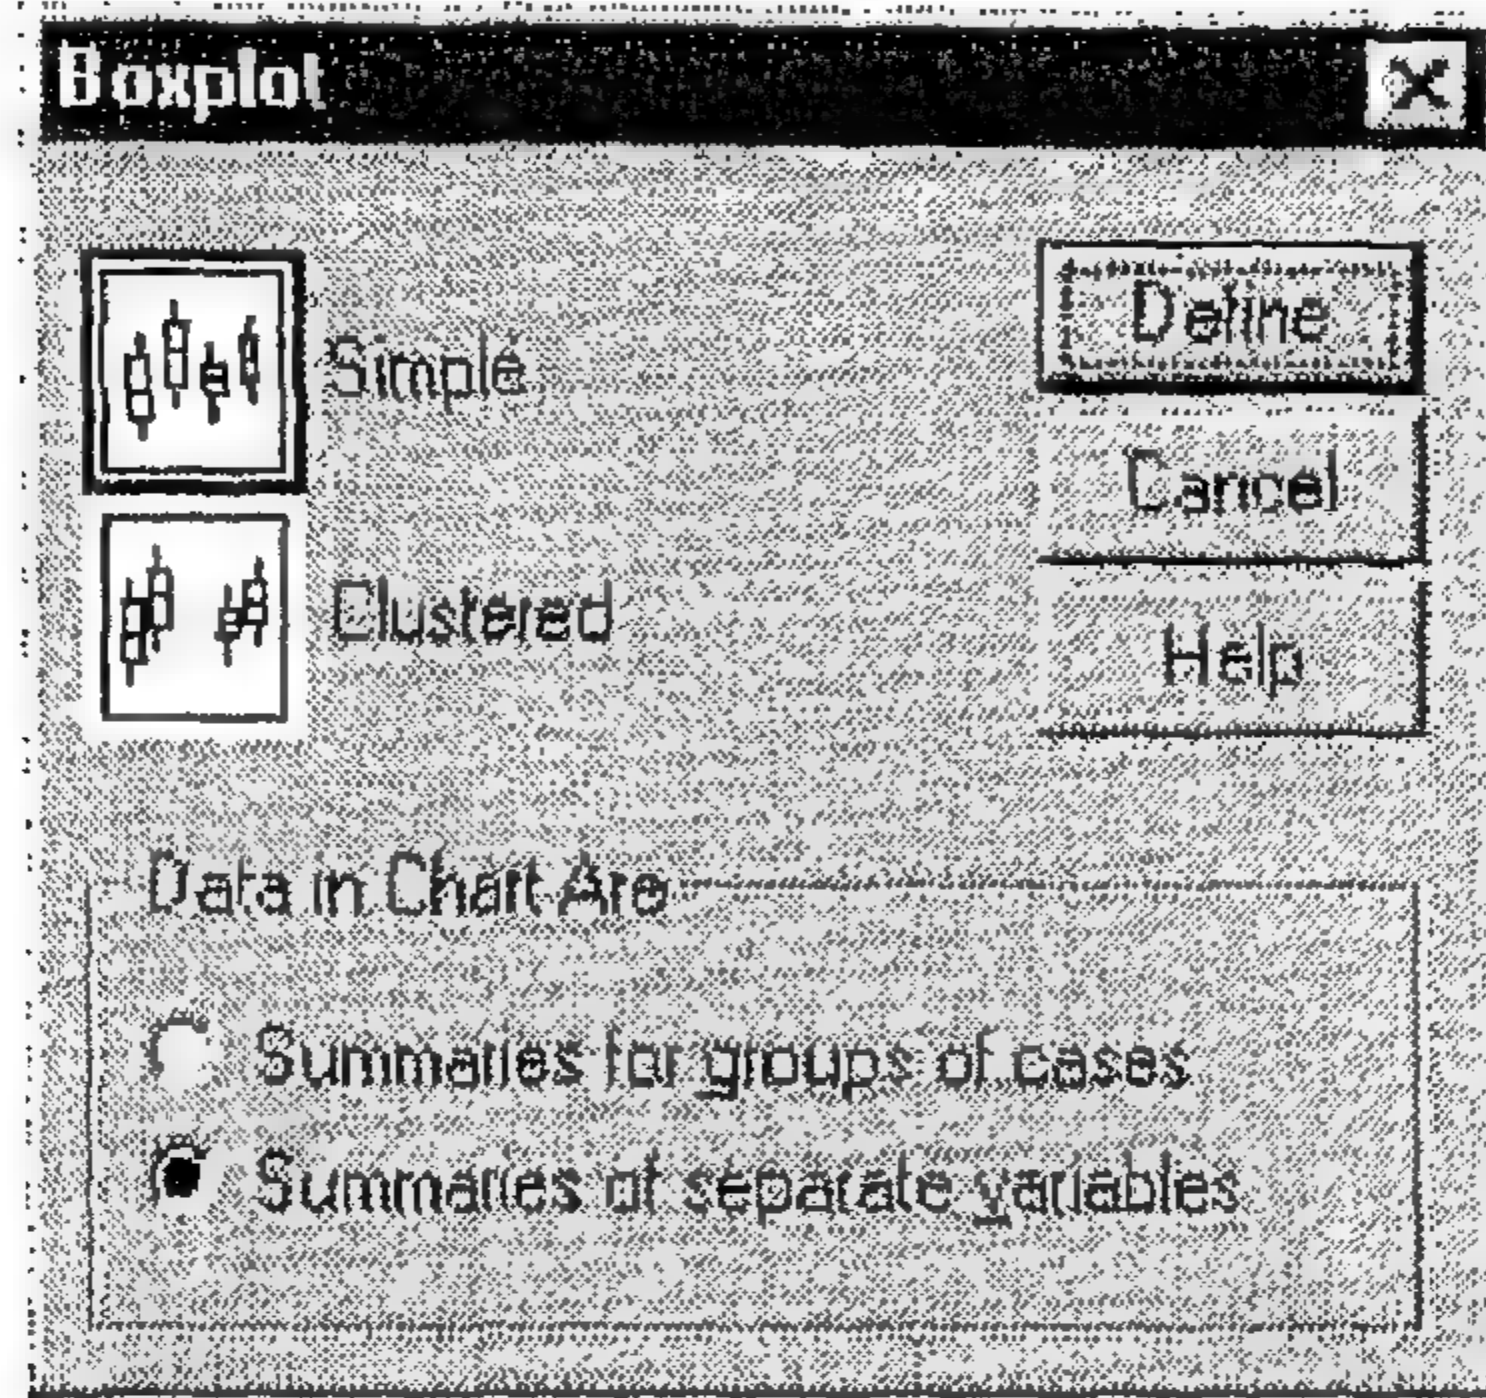 Boxplot
Simple
Define
Cancel
Clustered
Help
Data in Chart Are
Summaries for groups of cases
Summaries of separate variables